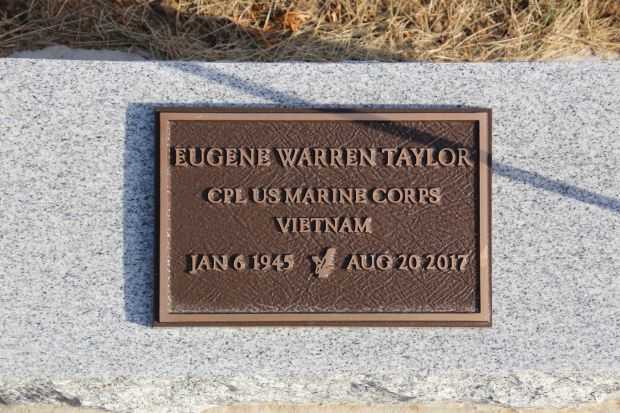 EUGENE WARREN TAYLOR
CPL US MARINE CORPS
VIETNAM
JAN 6 1945 AUG 20 2017